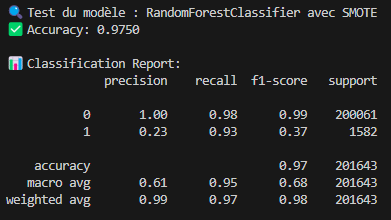 🔍 Test du modèle : RandomForestClassifier avec SMOTE
✅ Accuracy: 0.9750
📊 Classification Report:
precision recall f1-score support
0 1.00 0.98 0.99 200061
1 0.23 0.93 0.37 1582
accuracy 0.97 201643
macro avg 0.61 0.95 0.68 201643
weighted avg 0.99 0.97 0.98 201643